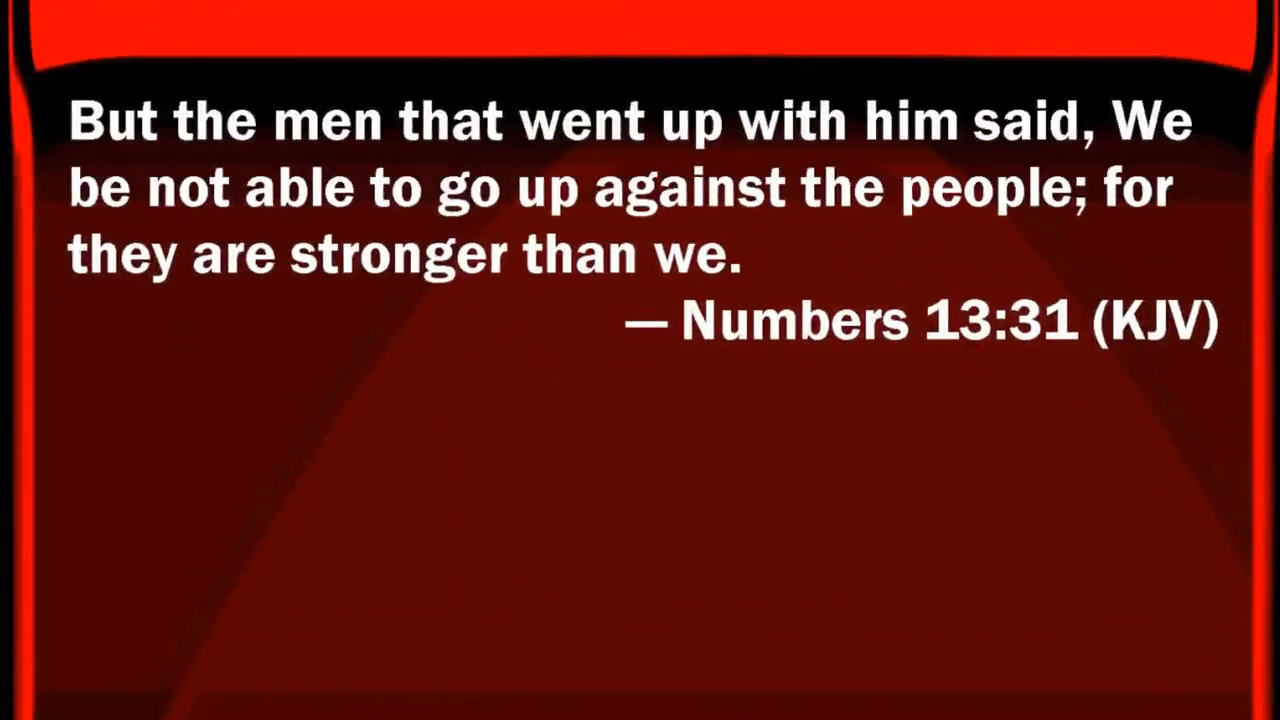 But the men that went up with him said, We
be not able to go up against the people; for
they are stronger than we.
— Numbers 13:31 (KJV)